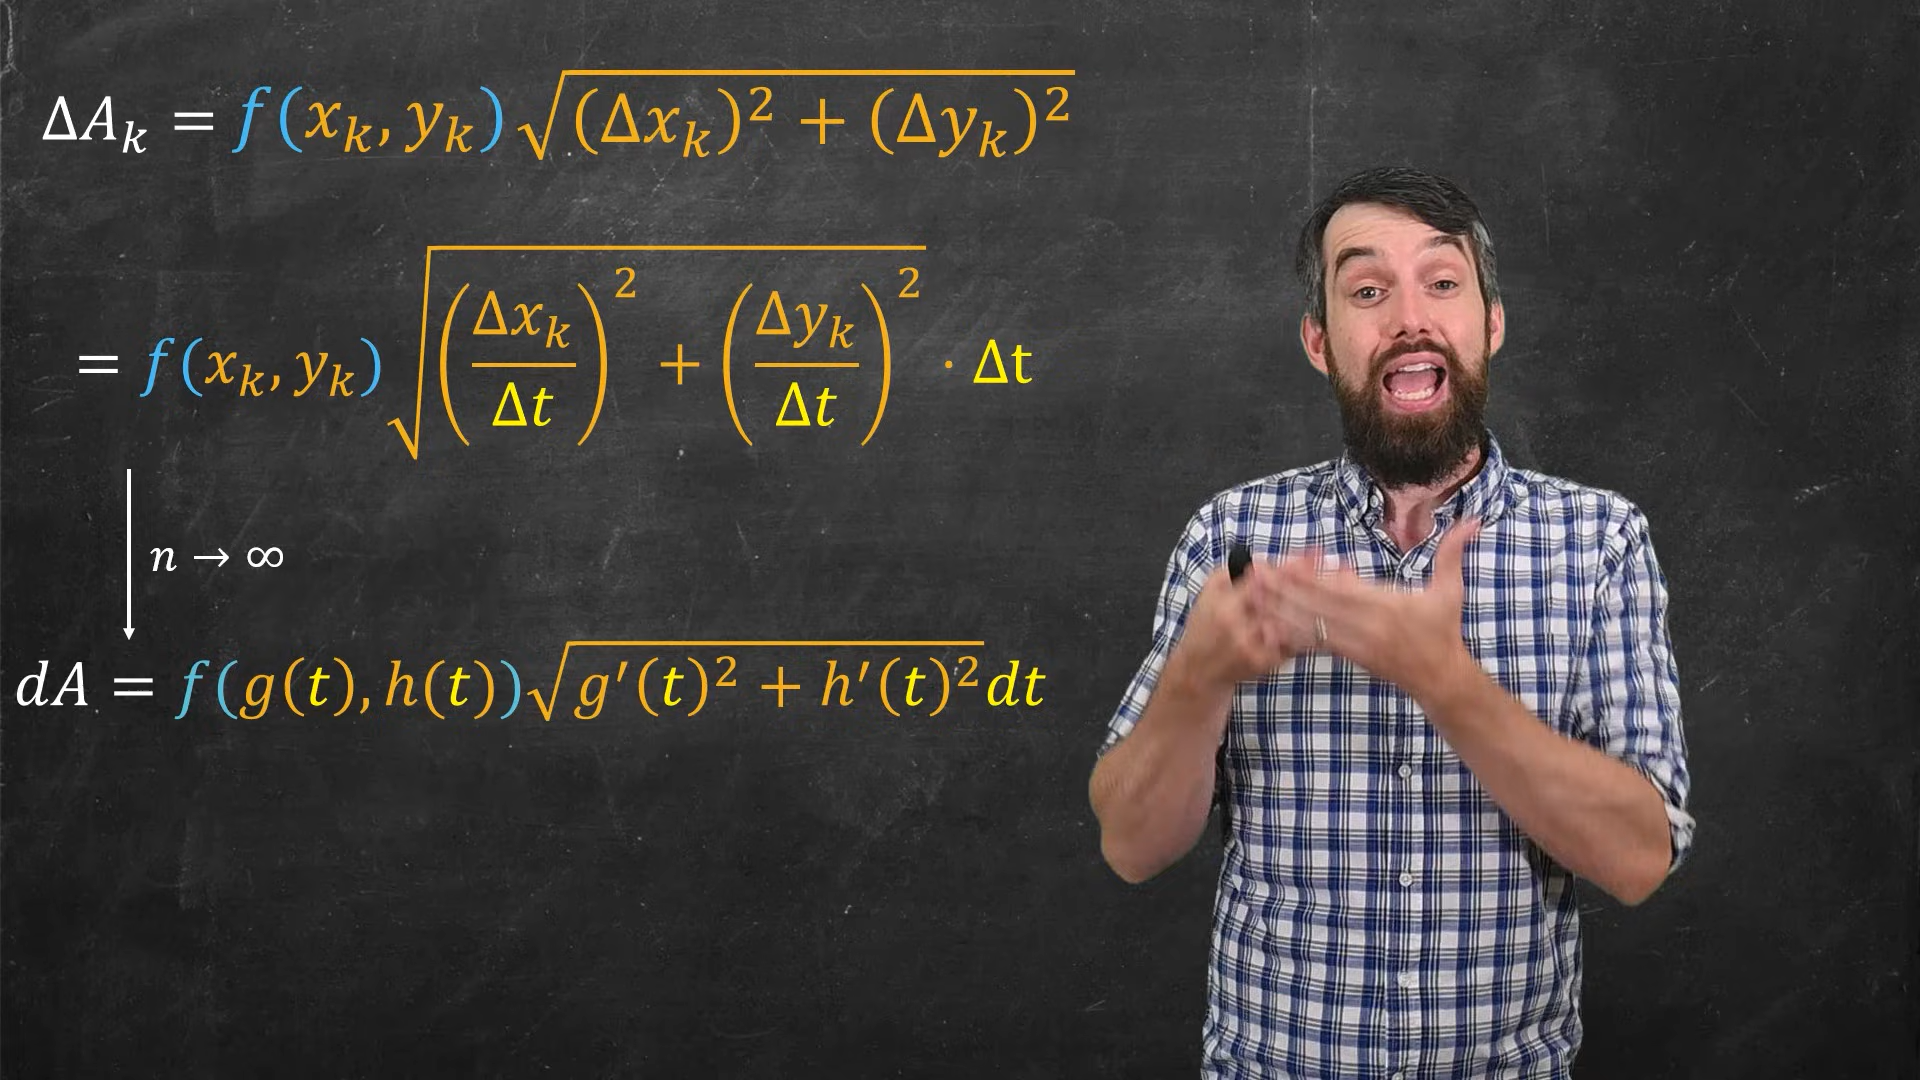 ΔA_k = f(x_k, y_k)√((Δx_k)² + (Δy_k)²)
= f(x_k, y_k)√((Δx_k/Δt)² + (Δy_k/Δt)²) · Δt
n → ∞
dA = f(g(t), h(t))√(g′(t)² + h′(t)²)dt